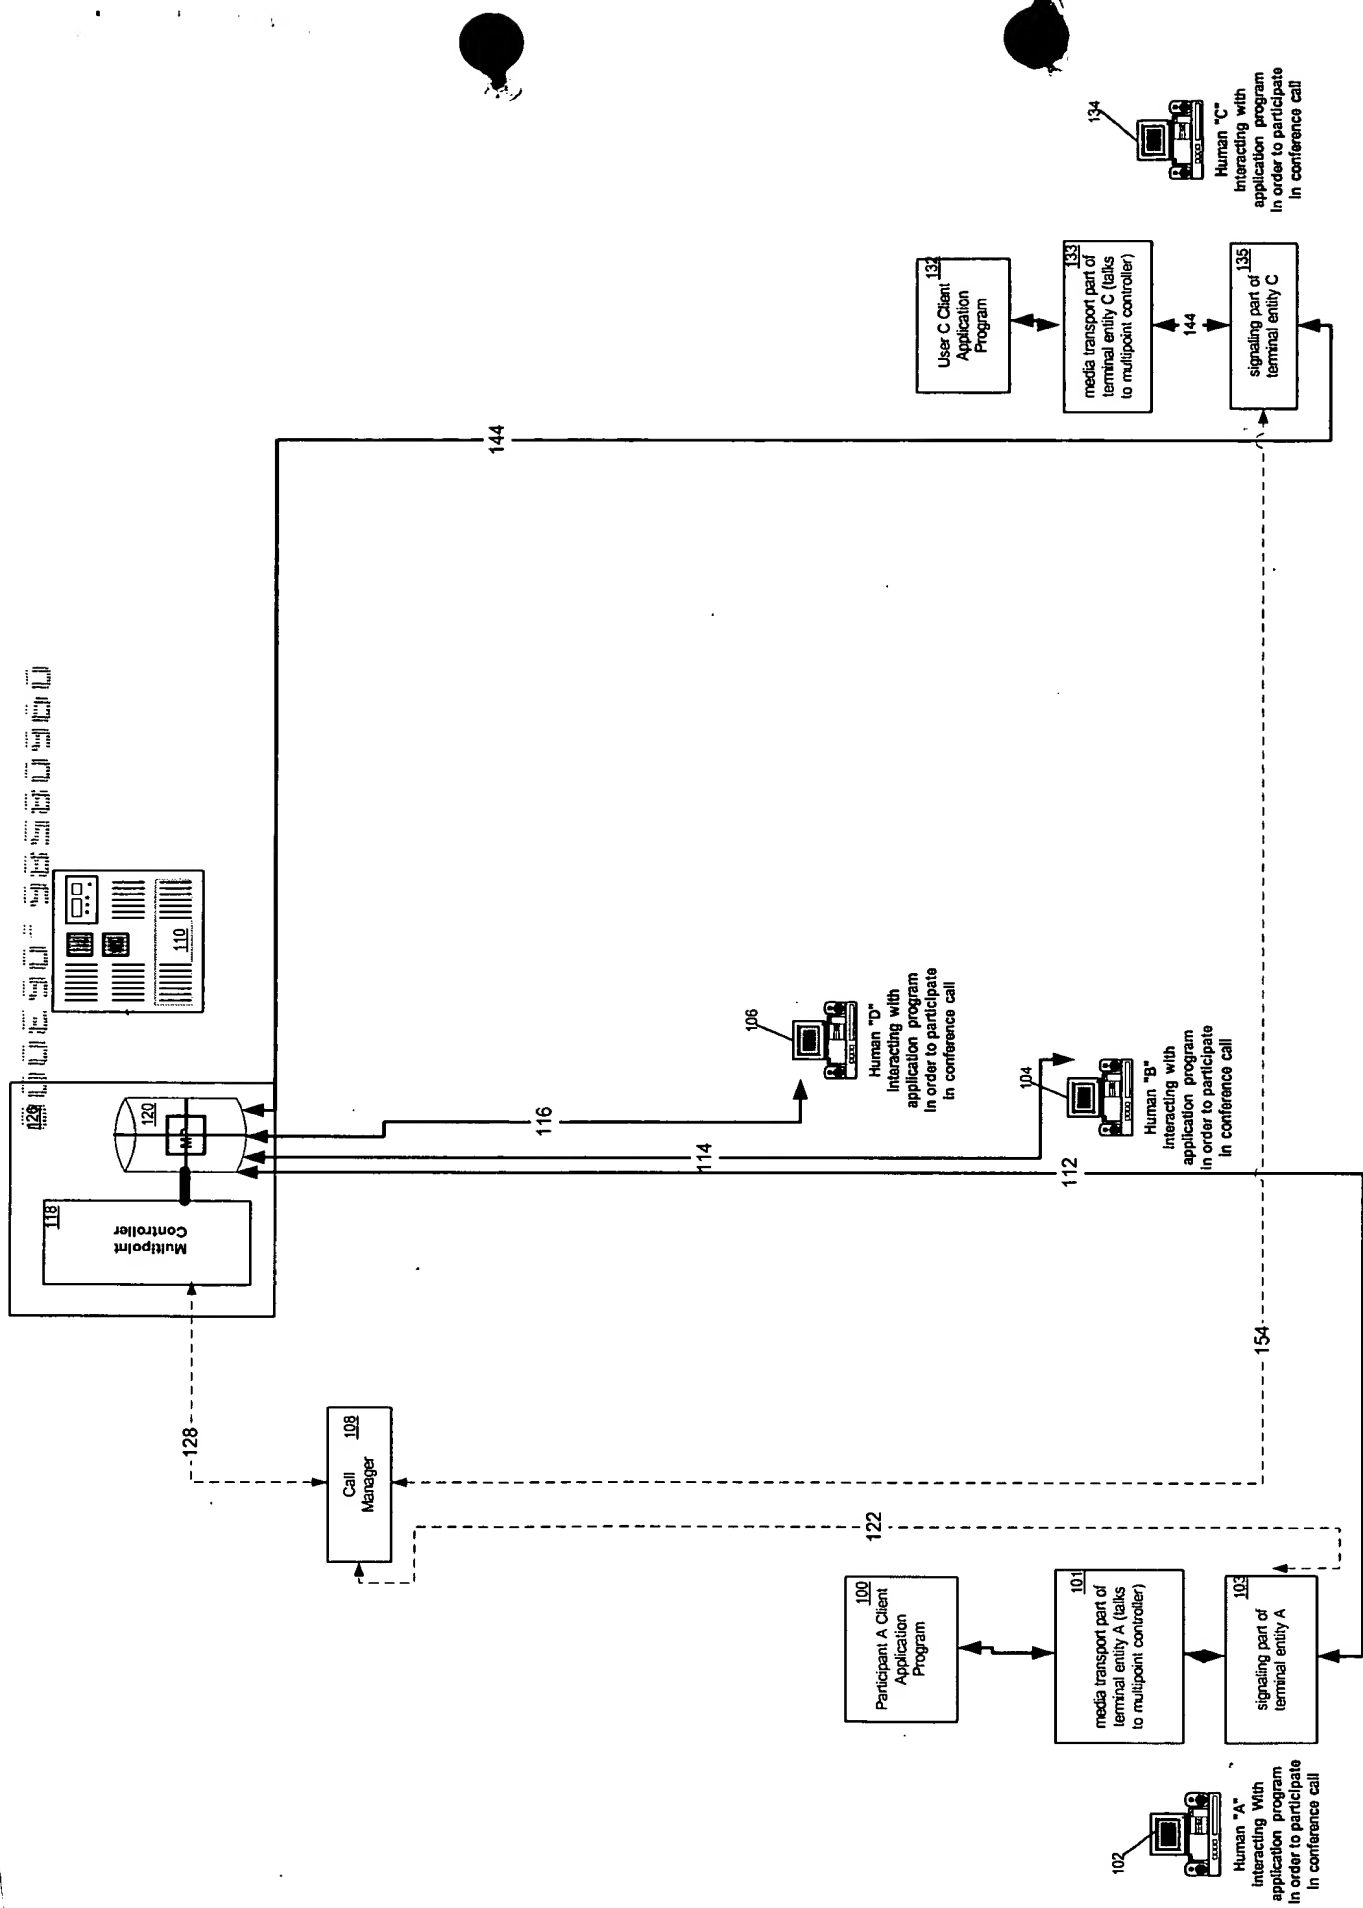 126
120
MP
118
Multipoint
Controller
110
128
108
Call
Manager
144
116
114
112
122
154
106
Human "D"
Interacting with
application program
In order to participate
in conference call
104
Human "B"
Interacting with
application program
In order to participate
In conference call
132
User C Client
Application
Program
133
media transport part of
terminal entity C (talks
to multipoint controller)
144
135
signaling part of
terminal entity C
134
Human "C"
Interacting with
application program
In order to participate
In conference call
100
Participant A Client
Application
Program
101
media transport part of
terminal entity A (talks
to multipoint controller)
103
signaling part of
terminal entity A
102
Human "A"
Interacting With
application program
In order to participate
In conference call